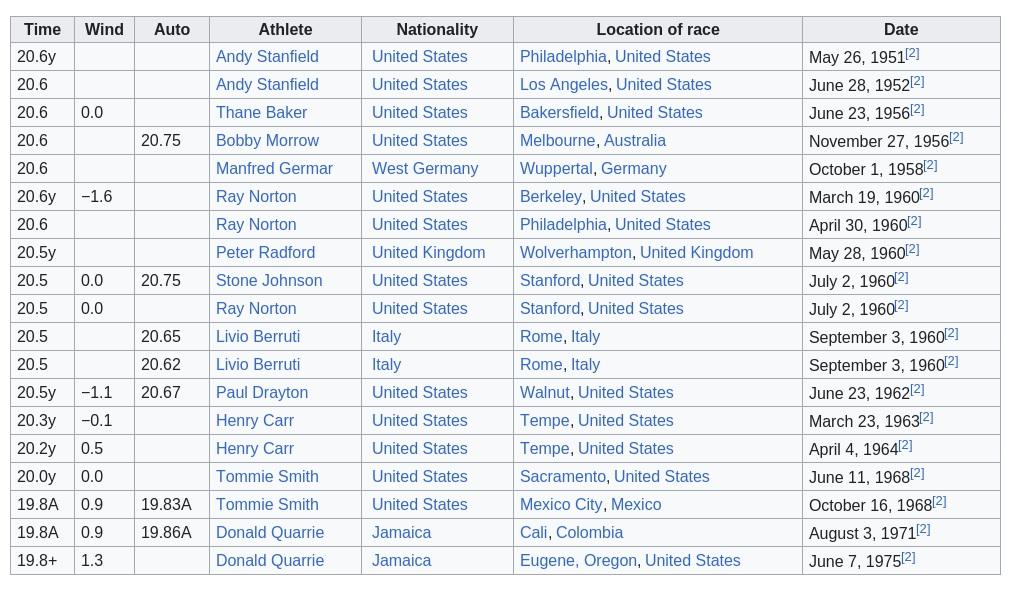 Time Wind Auto Athlete Nationality Location of race Date
20.6y Andy Stanfield United States Philadelphia, United States May 26, 1951[2]
20.6 Andy Stanfield United States Los Angeles, United States June 28, 1952[2]
20.6 0.0 Thane Baker United States Bakersfield, United States June 23, 1956[2]
20.6 20.75 Bobby Morrow United States Melbourne, Australia November 27, 1956[2]
20.6 Manfred Germar West Germany Wuppertal, Germany October 1, 1958[2]
20.6y −1.6 Ray Norton United States Berkeley, United States March 19, 1960[2]
20.6 Ray Norton United States Philadelphia, United States April 30, 1960[2]
20.5y Peter Radford United Kingdom Wolverhampton, United Kingdom May 28, 1960[2]
20.5 0.0 20.75 Stone Johnson United States Stanford, United States July 2, 1960[2]
20.5 0.0 Ray Norton United States Stanford, United States July 2, 1960[2]
20.5 20.65 Livio Berruti Italy Rome, Italy September 3, 1960[2]
20.5 20.62 Livio Berruti Italy Rome, Italy September 3, 1960[2]
20.5y −1.1 20.67 Paul Drayton United States Walnut, United States June 23, 1962[2]
20.3y −0.1 Henry Carr United States Tempe, United States March 23, 1963[2]
20.2y 0.5 Henry Carr United States Tempe, United States April 4, 1964[2]
20.0y 0.0 Tommie Smith United States Sacramento, United States June 11, 1968[2]
19.8A 0.9 19.83A Tommie Smith United States Mexico City, Mexico October 16, 1968[2]
19.8A 0.9 19.86A Donald Quarrie Jamaica Cali, Colombia August 3, 1971[2]
19.8+ 1.3 Donald Quarrie Jamaica Eugene, Oregon, United States June 7, 1975[2]